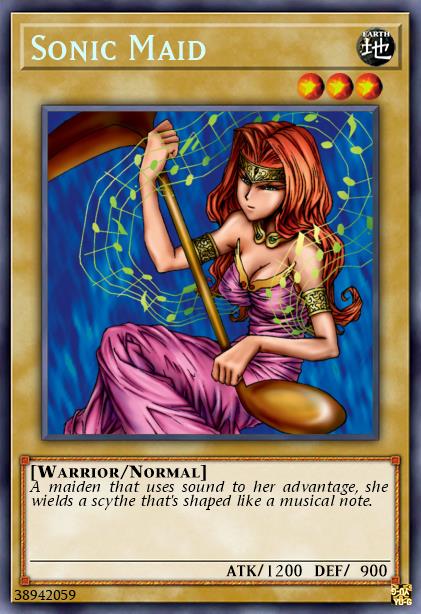 Sonic Maid
EARTH
地
[Warrior/Normal]
A maiden that uses sound to her advantage, she
wields a scythe that's shaped like a musical note.
ATK/1200 DEF/ 900
38942059